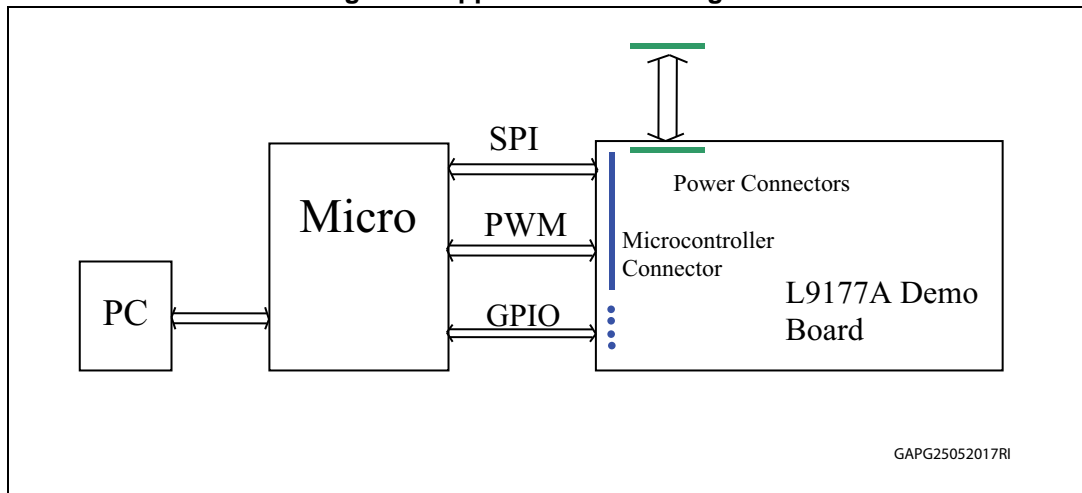 SPI
Power Connectors
Micro
PWM
Microcontroller
Connector
L9177A Demo
Board
PC
GPIO
GAPG25052017RI